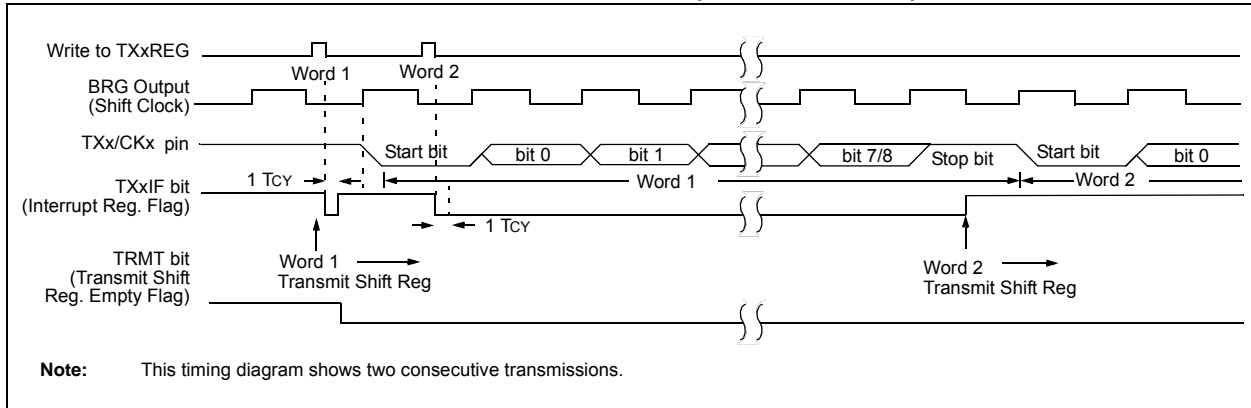 Write to TXxREG
Word 1
Word 2
BRG Output
(Shift Clock)
TXx/CKx pin
Start bit
bit 0
bit 1
bit 7/8
Stop bit
Start bit
bit 0
1 TCY
Word 1
Word 2
TXxIF bit
(Interrupt Reg. Flag)
1 TCY
TRMT bit
(Transmit Shift
Reg. Empty Flag)
Word 1
Transmit Shift Reg
Word 2
Transmit Shift Reg
Note: This timing diagram shows two consecutive transmissions.